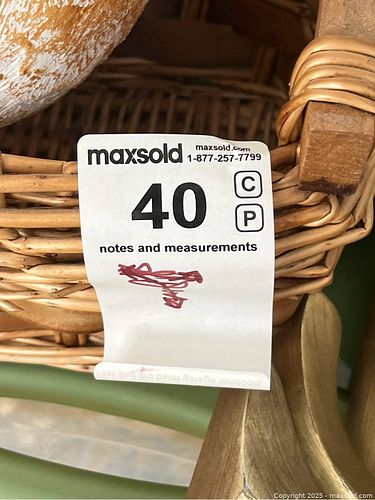 maxsold
maxsold.com
1-877-257-7799
40
C
P
notes and measurements
Copyright 2025 - maxsold.com